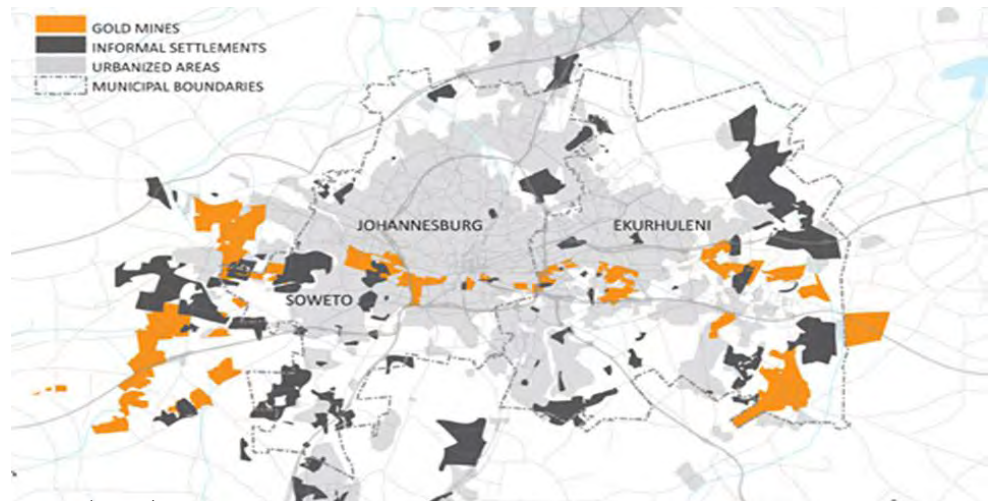 GOLD MINES
INFORMAL SETTLEMENTS
URBANIZED AREAS
MUNICIPAL BOUNDARIES
JOHANNESBURG
EKURHULENI
SOWETO